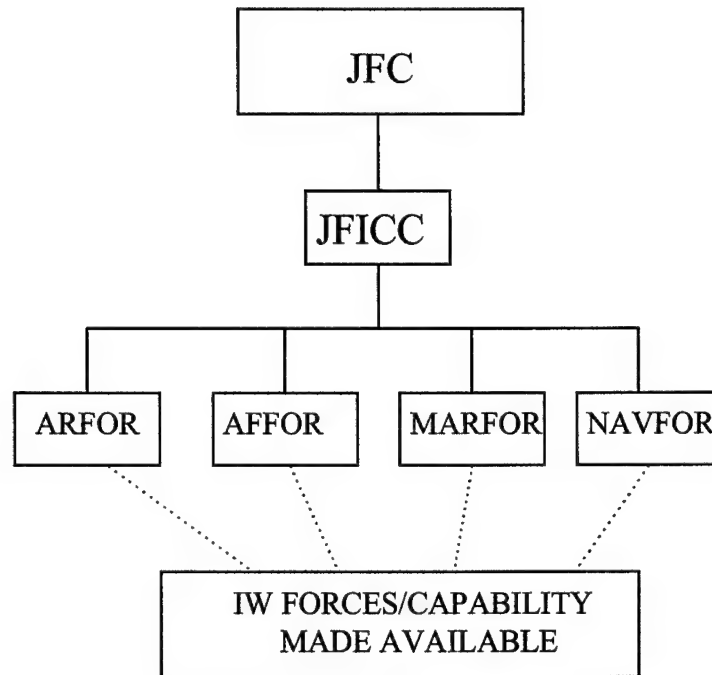 JFC
JFICC
ARFOR
AFFOR
MARFOR
NAVFOR
IW FORCES/CAPABILITY
MADE AVAILABLE